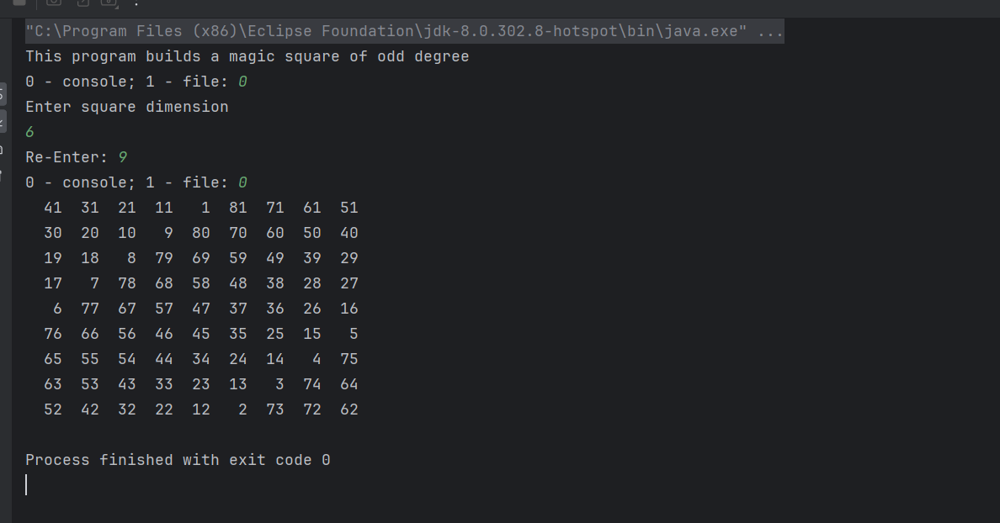 "C:\Program Files (x86)\Eclipse Foundation\jdk-8.0.302.8-hotspot\bin\java.exe" ...
This program builds a magic square of odd degree
0 - console; 1 - file: 0
Enter square dimension
6
Re-Enter: 9
0 - console; 1 - file: 0
41 31 21 11 1 81 71 61 51
30 20 10 9 80 70 60 50 40
19 18 8 79 69 59 49 39 29
17 7 78 68 58 48 38 28 27
6 77 67 57 47 37 36 26 16
76 66 56 46 45 35 25 15 5
65 55 54 44 34 24 14 4 75
63 53 43 33 23 13 3 74 64
52 42 32 22 12 2 73 72 62
Process finished with exit code 0